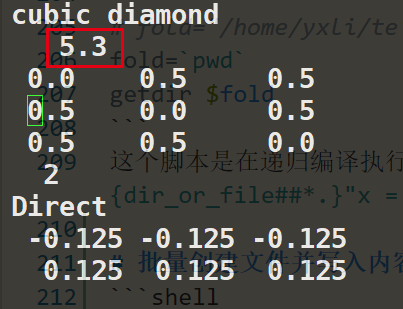 cubic diamond
5.3
0.0 0.5 0.5
0.5 0.0 0.5
0.5 0.5 0.0
2
Direct
-0.125 -0.125 -0.125
0.125 0.125 0.125
fold="/home/yxli/te
fold=`pwd`
207 getdir $fold
208
209 这个脚本是在递归编译执行
{dir_or_file##*.}"x =
210
211 # 批量创建文件并写入内容
212 ```shell